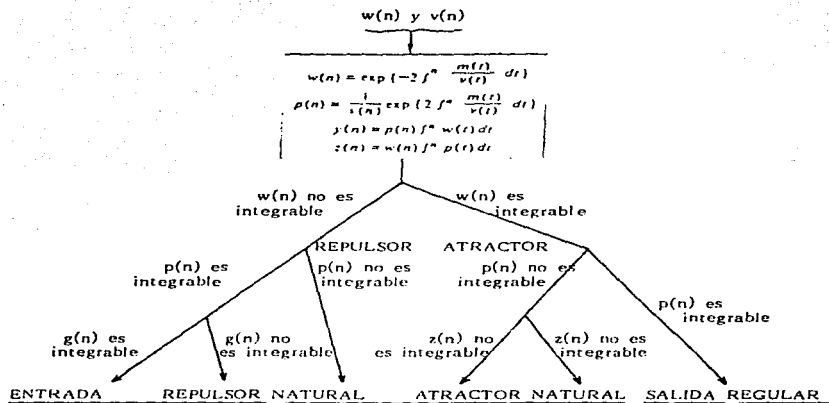 w(n) y v(n)
w(n) = exp {-2 ∫ⁿ m(t)/v(t) dt}
p(n) = 1/v(n) exp {2 ∫ⁿ m(t)/v(t) dt}
y(n) = p(n) ∫ⁿ w(t) dt
z(n) = w(n) ∫ⁿ p(t) dt
w(n) no es
integrable
w(n) es
integrable
REPULSOR ATRACTOR
p(n) es
integrable
p(n) no es
integrable
p(n) no es
integrable
p(n) es
integrable
g(n) es
integrable
g(n) no
es integrable
z(n) no
es integrable
z(n) no es
integrable
ENTRADA REPULSOR NATURAL ATRACTOR NATURAL SALIDA REGULAR